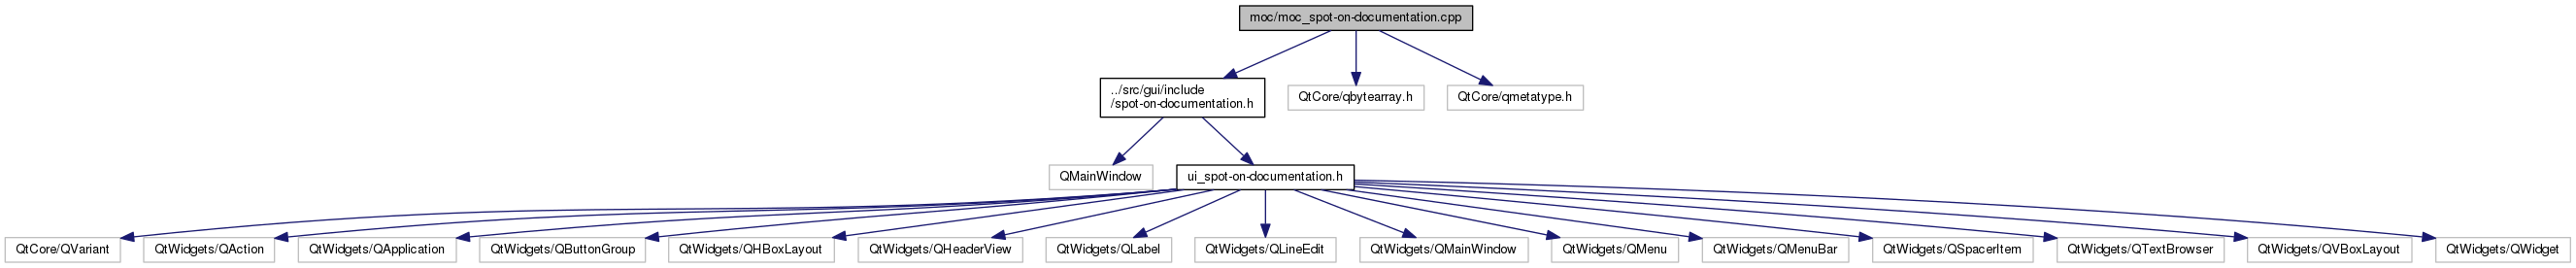 moc/moc_spot-on-documentation.cpp
../src/gui/include
/spot-on-documentation.h
QtCore/qbytearray.h
QtCore/qmetatype.h
QMainWindow
ui_spot-on-documentation.h
QtCore/QVariant
QtWidgets/QAction
QtWidgets/QApplication
QtWidgets/QButtonGroup
QtWidgets/QHBoxLayout
QtWidgets/QHeaderView
QtWidgets/QLabel
QtWidgets/QLineEdit
QtWidgets/QMainWindow
QtWidgets/QMenu
QtWidgets/QMenuBar
QtWidgets/QSpacerItem
QtWidgets/QTextBrowser
QtWidgets/QVBoxLayout
QtWidgets/QWidget